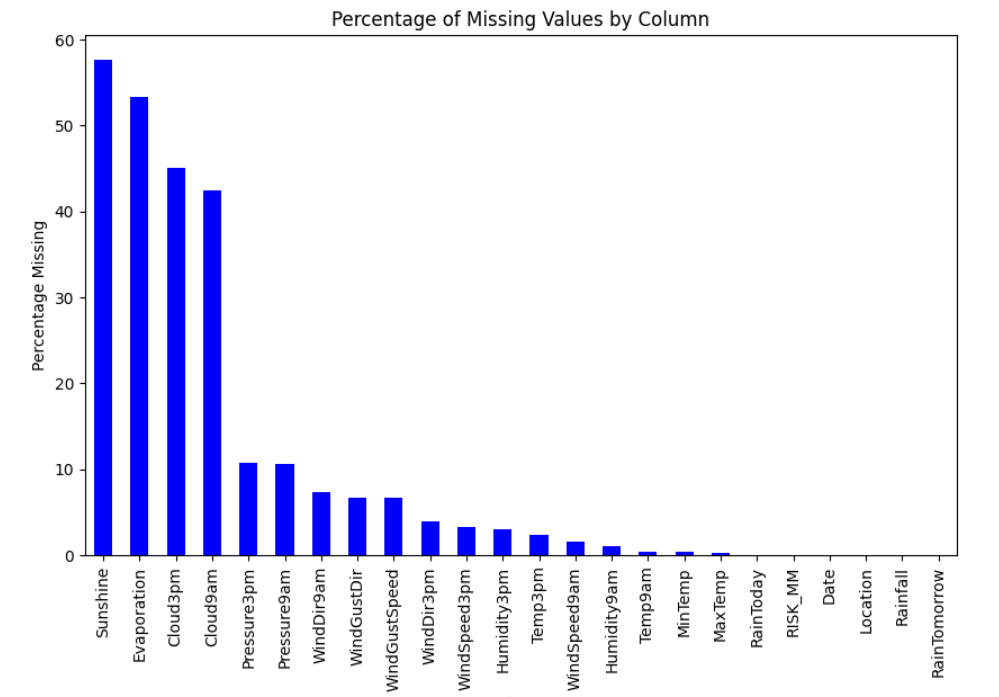 Percentage of Missing Values by Column
Percentage Missing
60
50
40
30
20
10
0
Sunshine
Evaporation
Cloud3pm
Cloud9am
Pressure3pm
Pressure9am
WindDir9am
WindGustDir
WindGustSpeed
WindDir3pm
WindSpeed3pm
Humidity3pm
Temp3pm
WindSpeed9am
Humidity9am
Temp9am
MinTemp
MaxTemp
RainToday
RISK_MM
Date
Location
Rainfall
RainTomorrow